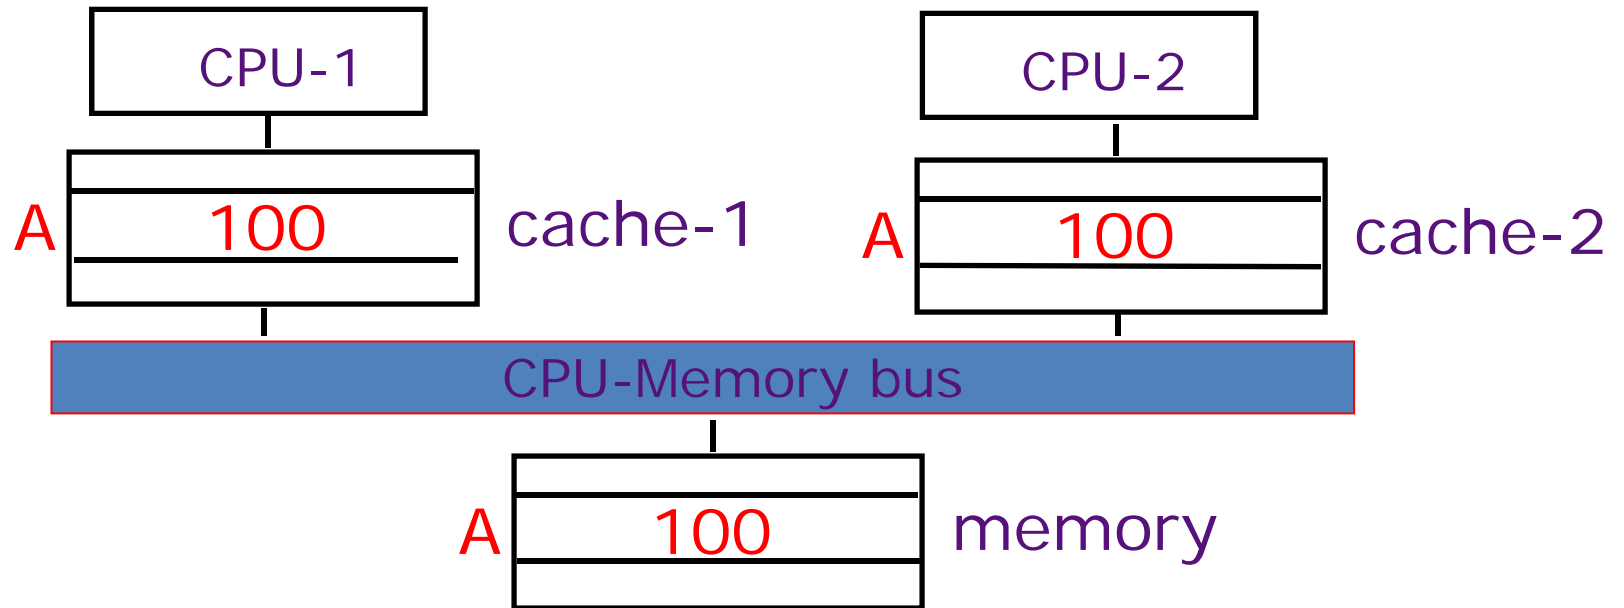 CPU-1
CPU-2
A 100 cache-1
A 100 cache-2
CPU-Memory bus
A 100 memory